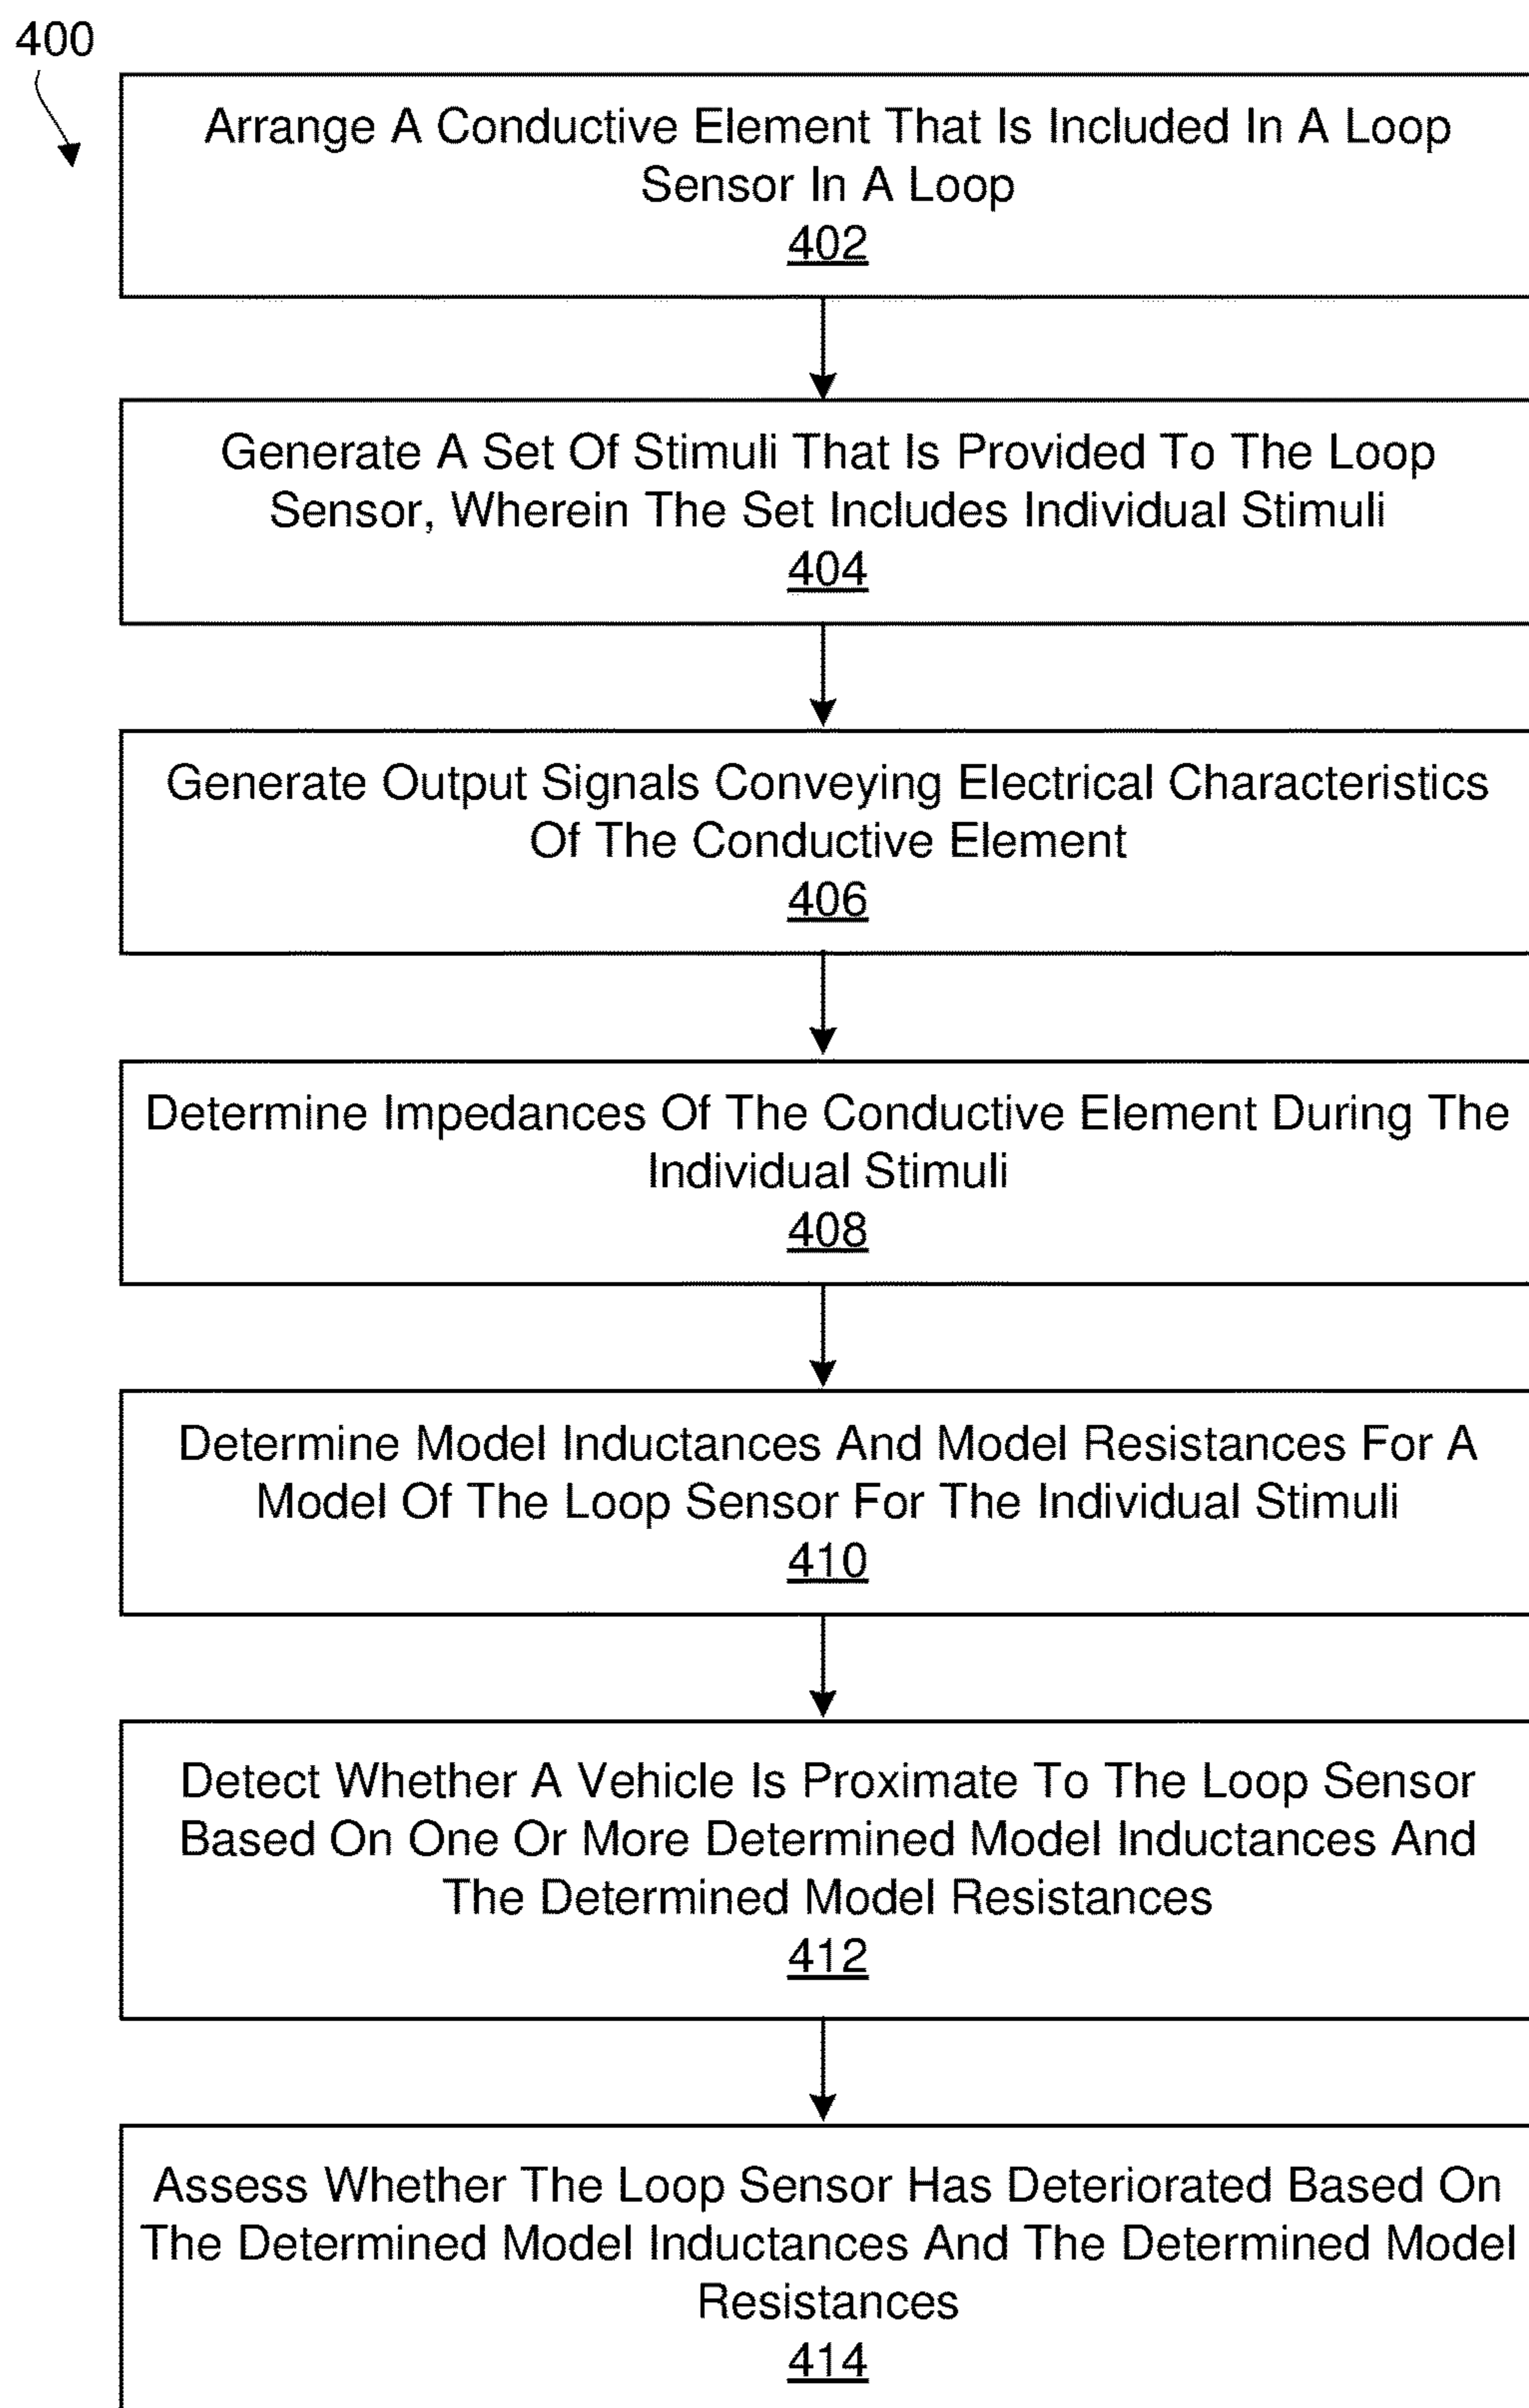 400
Arrange A Conductive Element That Is Included In A Loop
Sensor In A Loop
402
Generate A Set Of Stimuli That Is Provided To The Loop
Sensor, Wherein The Set Includes Individual Stimuli
404
Generate Output Signals Conveying Electrical Characteristics
Of The Conductive Element
406
Determine Impedances Of The Conductive Element During The
Individual Stimuli
408
Determine Model Inductances And Model Resistances For A
Model Of The Loop Sensor For The Individual Stimuli
410
Detect Whether A Vehicle Is Proximate To The Loop Sensor
Based On One Or More Determined Model Inductances And
The Determined Model Resistances
412
Assess Whether The Loop Sensor Has Deteriorated Based On
The Determined Model Inductances And The Determined Model
Resistances
414